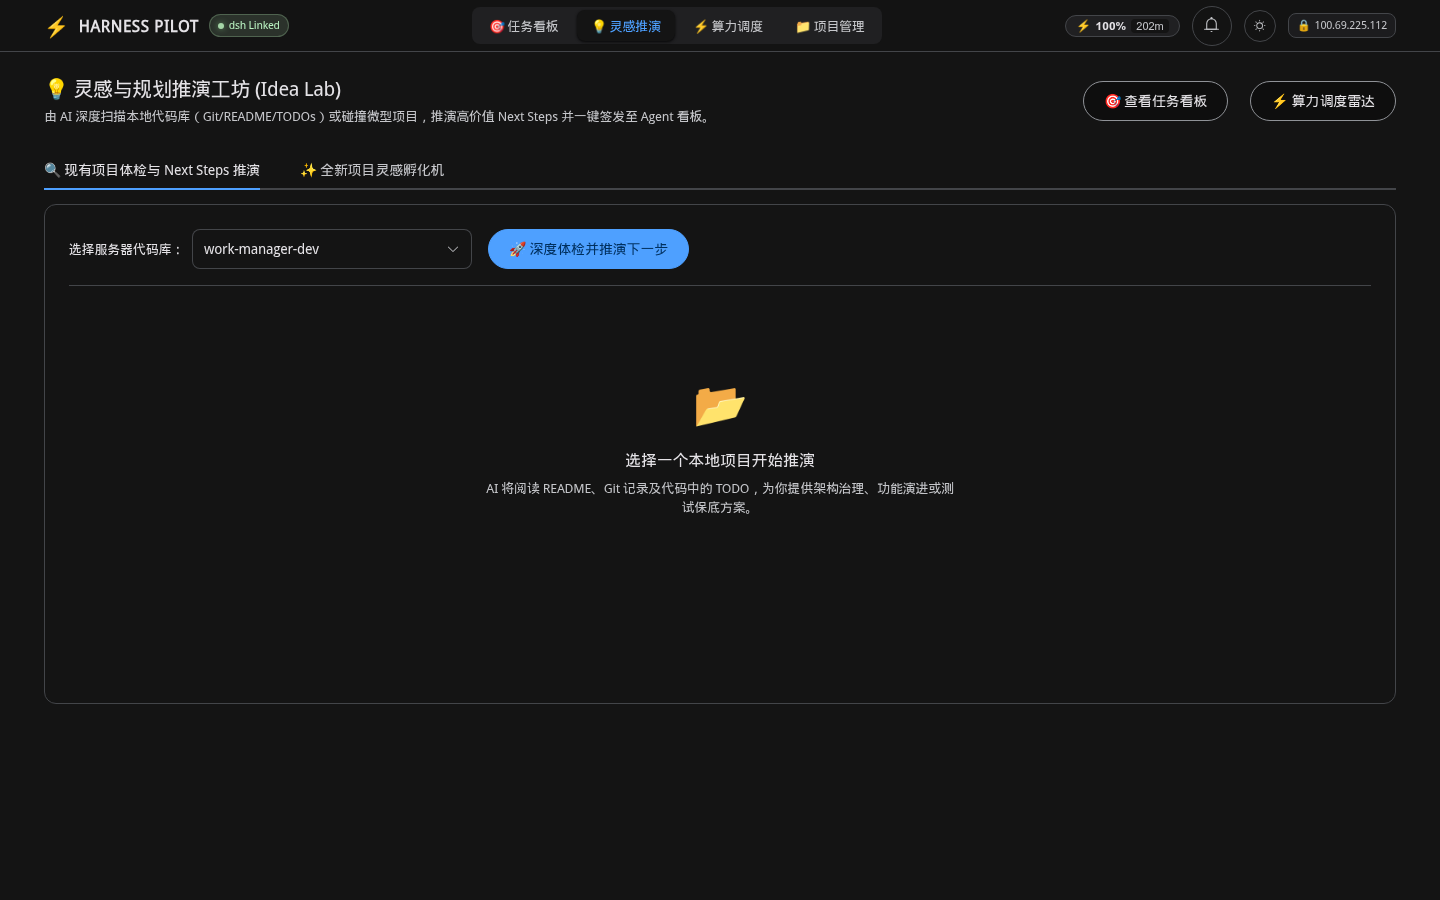 HARNESS PILOT
dsh Linked
🎯 任务看板
💡 灵感推演
⚡ 算力调度
📁 项目管理
⚡ 100% 202m
🔒 100.69.225.112
💡 灵感与规划推演工坊 (Idea Lab)
由 AI 深度扫描本地代码库（Git/README/TODOs）或碰撞微型项目，推演高价值 Next Steps 并一键签发至 Agent 看板。
🎯 查看任务看板
⚡ 算力调度雷达
🔍 现有项目体检与 Next Steps 推演
✨ 全新项目灵感孵化机
选择服务器代码库：
work-manager-dev
🚀 深度体检并推演下一步
选择一个本地项目开始推演
AI 将阅读 README、Git 记录及代码中的 TODO，为你提供架构治理、功能演进或测
试保底方案。